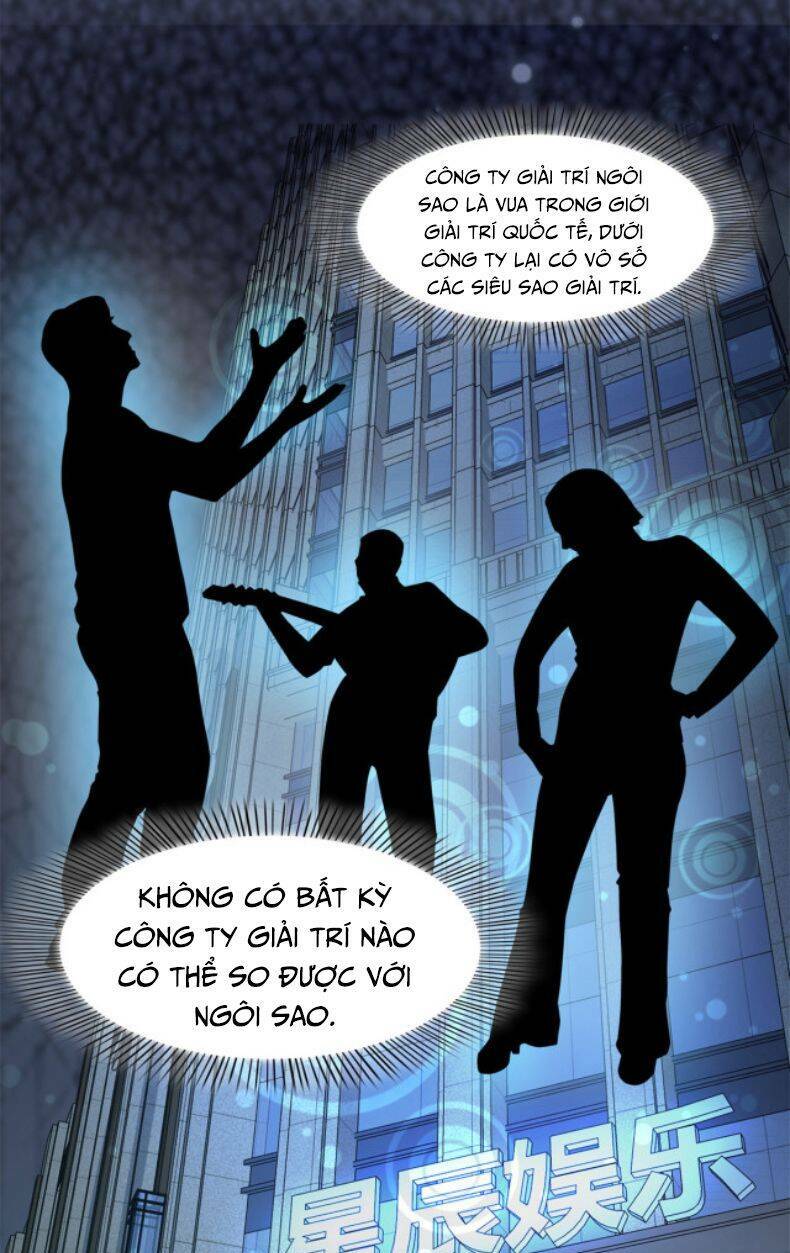 CÔNG TY GIẢI TRÍ NGÔI
SAO LÀ VUA TRONG GIỚI
GIẢI TRÍ QUỐC TẾ, DƯỚI
CÔNG TY LẠI CÓ VÔ SỐ
CÁC SIÊU SAO GIẢI TRÍ.
KHÔNG CÓ BẤT KỲ
CÔNG TY GIẢI TRÍ NÀO
CÓ THỂ SO ĐƯỢC VỚI
NGÔI SAO.
星辰娱乐